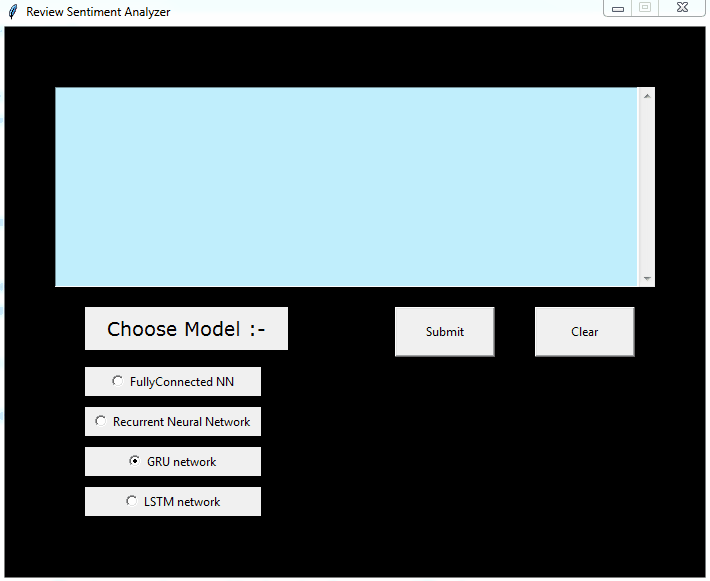 Review Sentiment Analyzer
Choose Model :-
Submit
Clear
FullyConnected NN
Recurrent Neural Network
GRU network
LSTM network